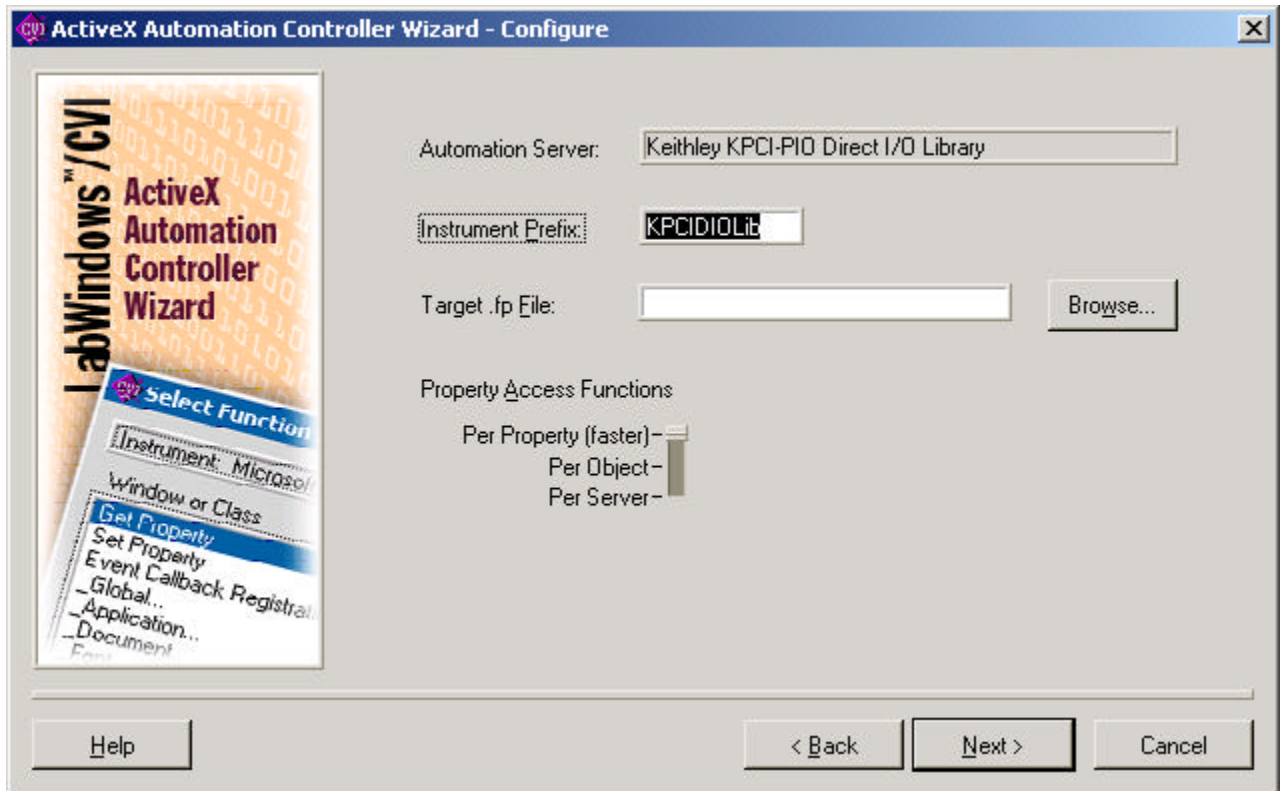 CVI ActiveX Automation Controller Wizard - Configure
LabWindows™/CVI
ActiveX
Automation
Controller
Wizard
CVI Select Function
Instrument: Microsof
Window or Class
Get Property
Set Property
Event Callback Registrat
_Global...
_Application...
_Document
Automation Server: Keithley KPCI-PIO Direct I/O Library
Instrument Prefix: KPCIDIOLib
Target .fp File: Browse...
Property Access Functions
Per Property (faster)
Per Object
Per Server
Help < Back Next > Cancel